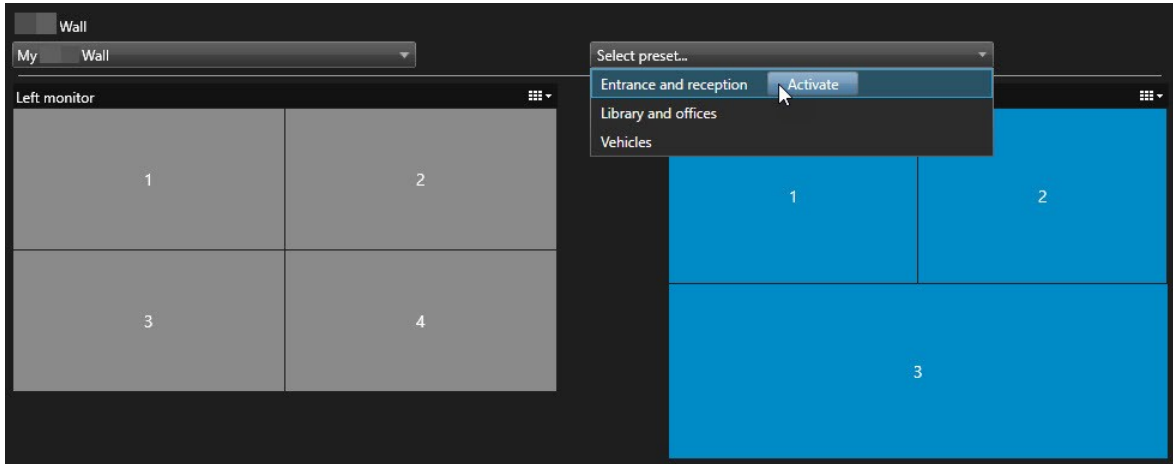 Wall
My Wall
Select preset...
Entrance and reception Activate
Library and offices
Vehicles
Left monitor
1 2
3 4
1 2
3